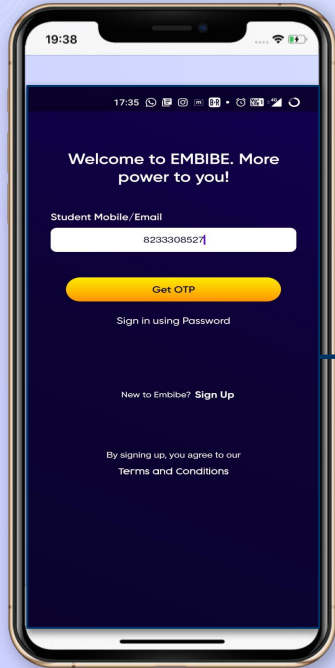 19:38
17:35
Welcome to EMBIBE. More
power to you!
Student Mobile/Email
8233308527
Get OTP
Sign in using Password
New to Embibe? Sign Up
By signing up, you agree to our
Terms and Conditions